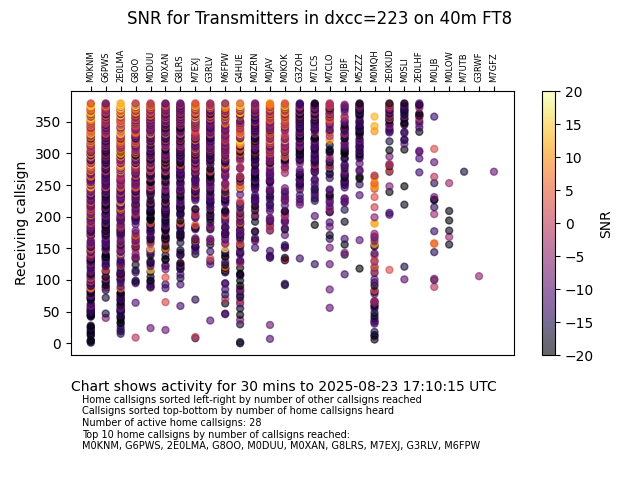 SNR for Transmitters in dxcc=223 on 40m FT8
M0KNM G6PWS 2E0LMA G8OO M0DUU M0XAN G8LRS M7EXJ G3RLV M6FPW G4HUE M0ZRN M0JAV M0KOK G3ZOH M7LCS M7CLO M0JBF M5ZZZ M0MQH 2E0KUD M0SLI 2E0LHF M0LJB M0LOW M7UTB G3RWF M7GFZ
Receiving callsign
350
300
250
200
150
100
50
0
20
15
10
5
0
−5
−10
−15
−20
SNR
Chart shows activity for 30 mins to 2025-08-23 17:10:15 UTC
Home callsigns sorted left-right by number of other callsigns reached
Callsigns sorted top-bottom by number of home callsigns heard
Number of active home callsigns: 28
Top 10 home callsigns by number of callsigns reached:
M0KNM, G6PWS, 2E0LMA, G8OO, M0DUU, M0XAN, G8LRS, M7EXJ, G3RLV, M6FPW